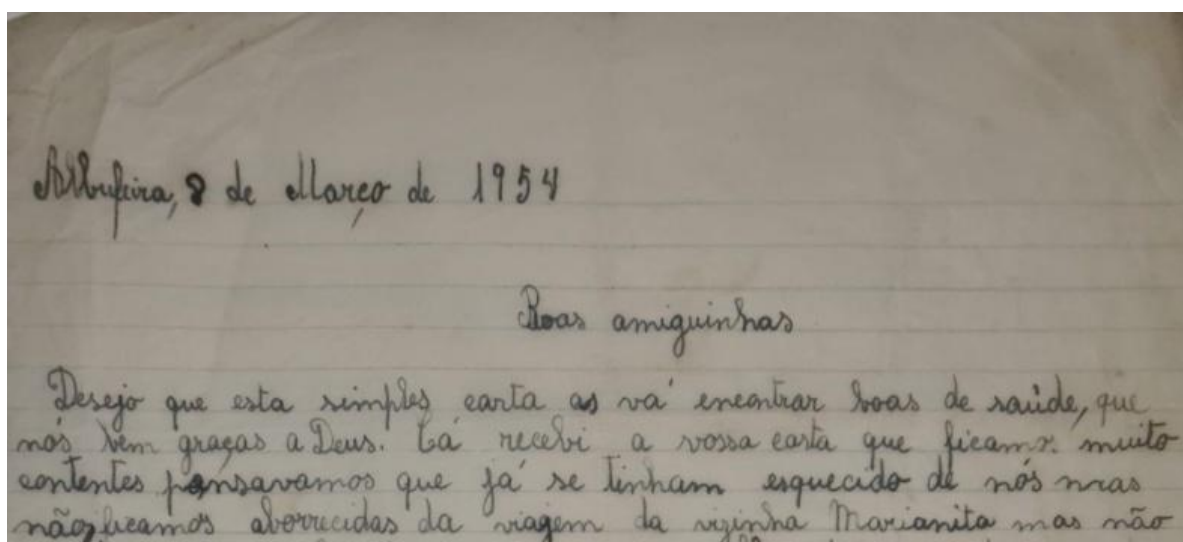 Albufeira, 8 de Março de 1954
Boas amiguinhas
Desejo que esta simples carta as vá encontrar boas de saúde, que
nós bem graças a Deus. Cá recebi a vossa carta que ficamos muito
contentes pensavamos que já se tinham esquecido de nós mas
não, ficamos aborrecidas da viagem da vizinha Marianita mas não